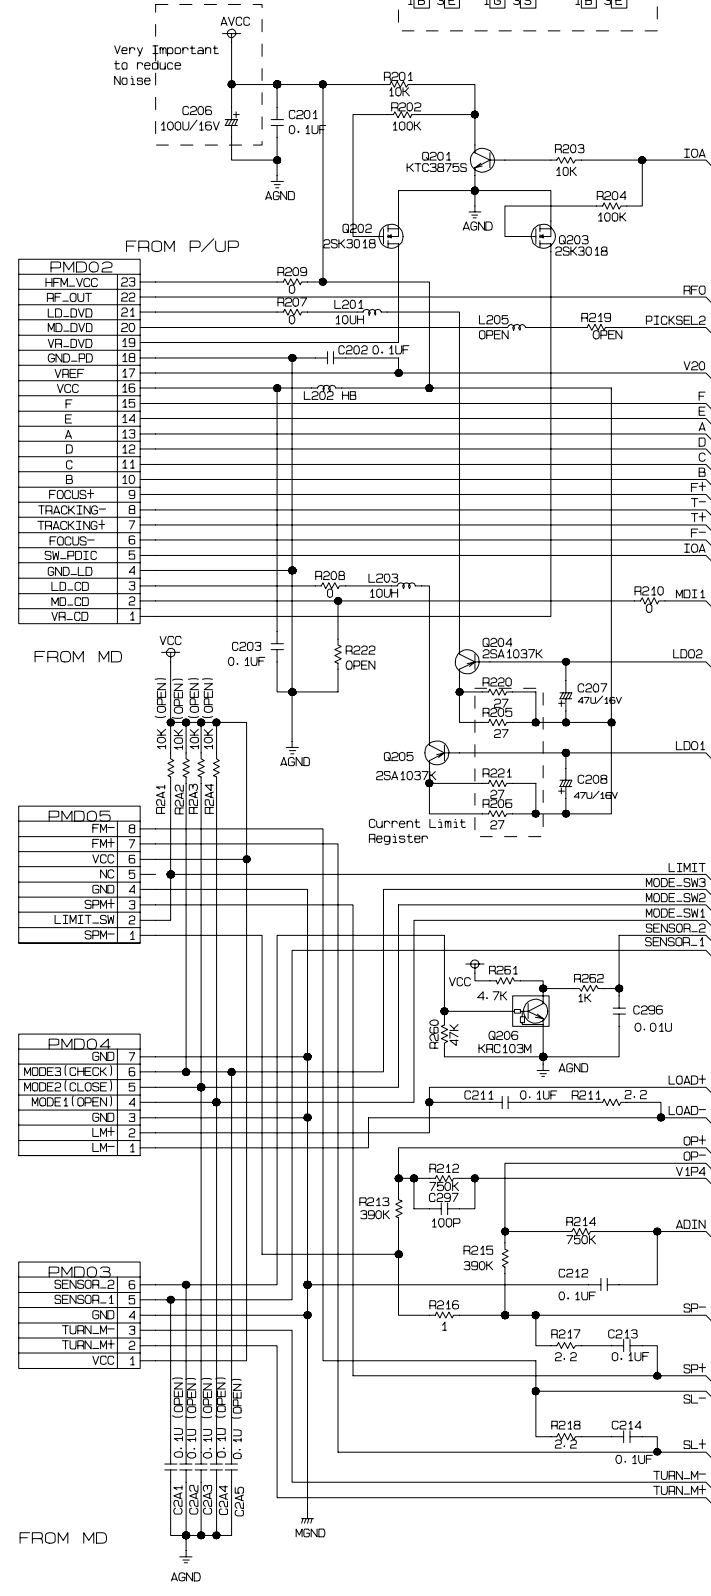 1B 3E 1G 3S 1B 3E
AVCC
Very Important
to reduce
Noise
C206
100U/16V
C201
0.1UF
AGND
R201
10K
R202
100K
Q201
KTC3875S
R203
10K
IOA
R204
100K
AGND
Q202
2SK3018
Q203
2SK3018
FROM P/UP
PMD02
HFM_VCC 23
RF_OUT 22
LD_DVD 21
MD_DVD 20
VR_DVD 19
GND_PD 18
VREF 17
VCC 16
F 15
E 14
A 13
D 12
C 11
B 10
FOCUS+ 9
TRACKING- 8
TRACKING+ 7
FOCUS- 6
SW_PDIC 5
GND_LD 4
LD_CD 3
MD_CD 2
VR_CD 1
R209
0
R207
0
L201
10UH
L205
OPEN
R219
OPEN
C202 0.1UF
L202 HB
RFO
PICKSEL2
V20
F
E
A
D
C
B
F+
T-
T+
F-
IOA
R208
0
L203
10UH
R210
0
MDI1
C203
0.1UF
R222
OPEN
AGND
Q204
2SA1037K
LDO2
R220
27
R205
27
C207
47U/16V
Q205
2SA1037K
LDO1
R221
27
R206
27
C208
47U/16V
Current Limit
Register
FROM MD
VCC
10K (OPEN)
10K (OPEN)
10K (OPEN)
10K (OPEN)
R2A1
R2A2
R2A3
R2A4
PMD05
FM- 8
FM+ 7
VCC 6
NC 5
GND 4
SPM+ 3
LIMIT_SW 2
SPM- 1
LIMIT
MODE_SW3
MODE_SW2
MODE_SW1
SENSOR_2
SENSOR_1
VCC
R261
4.7K
R262
1K
R260
47K
Q206
KRC103M
C296
0.01U
AGND
PMD04
GND 7
MODE3(CHECK) 6
MODE2(CLOSE) 5
MODE1(OPEN) 4
GND 3
LM+ 2
LM- 1
C211 0.1UF R211 2.2
LOAD+
LOAD-
OP+
OP-
V1P4
R212
750K
C297
100P
R213
390K
R214
750K
ADIN
R215
390K
C212
0.1UF
PMD03
SENSOR_2 6
SENSOR_1 5
GND 4
TURN_M- 3
TURN_M+ 2
VCC 1
R216
1
SP-
R217
2.2
C213
0.1UF
SP+
SL-
R218
2.2
C214
0.1UF
SL+
TURN_M-
TURN_M+
0.1U (OPEN)
0.1U (OPEN)
0.1U (OPEN)
0.1U (OPEN)
0.1U (OPEN)
C2A1
C2A2
C2A3
C2A4
C2A5
MGND
FROM MD
AGND